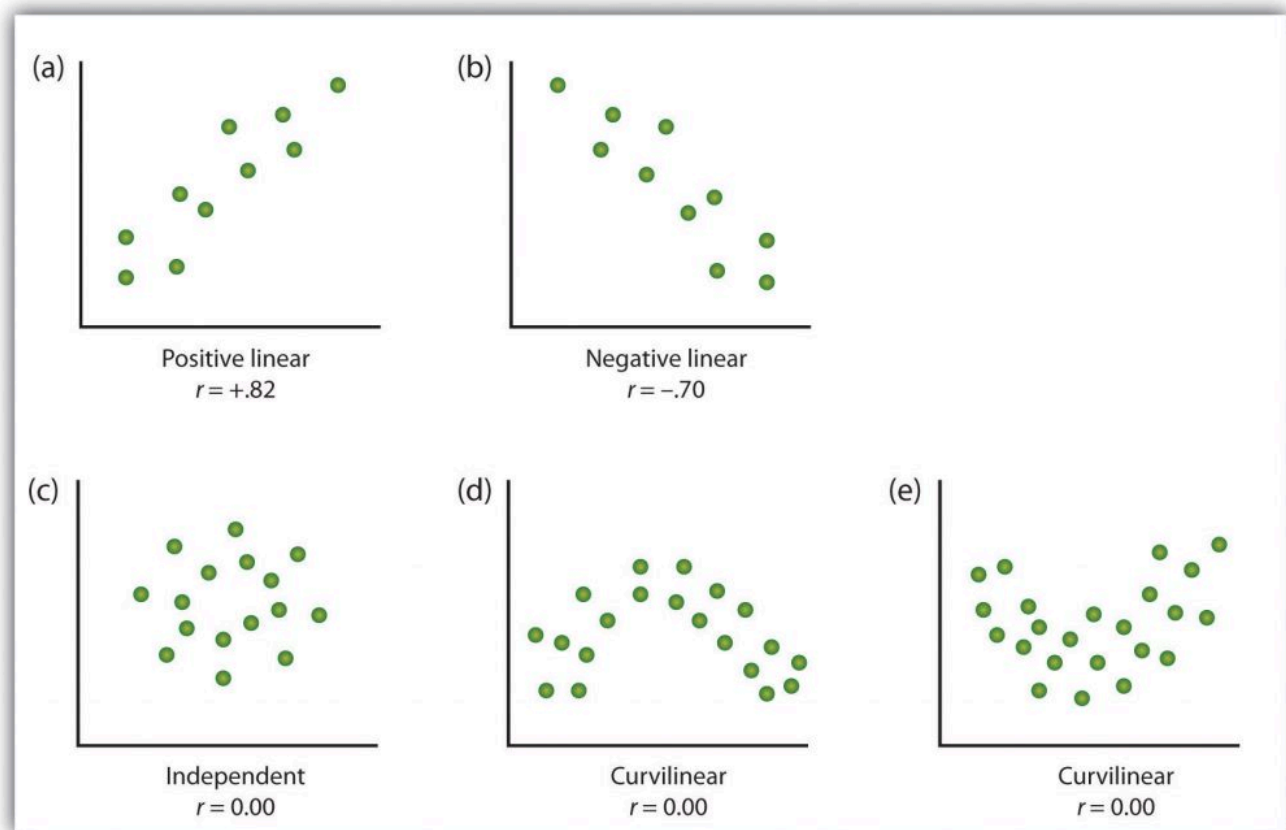 (a)
Positive linear
r = +.82
(b)
Negative linear
r = –.70
(c)
Independent
r = 0.00
(d)
Curvilinear
r = 0.00
(e)
Curvilinear
r = 0.00